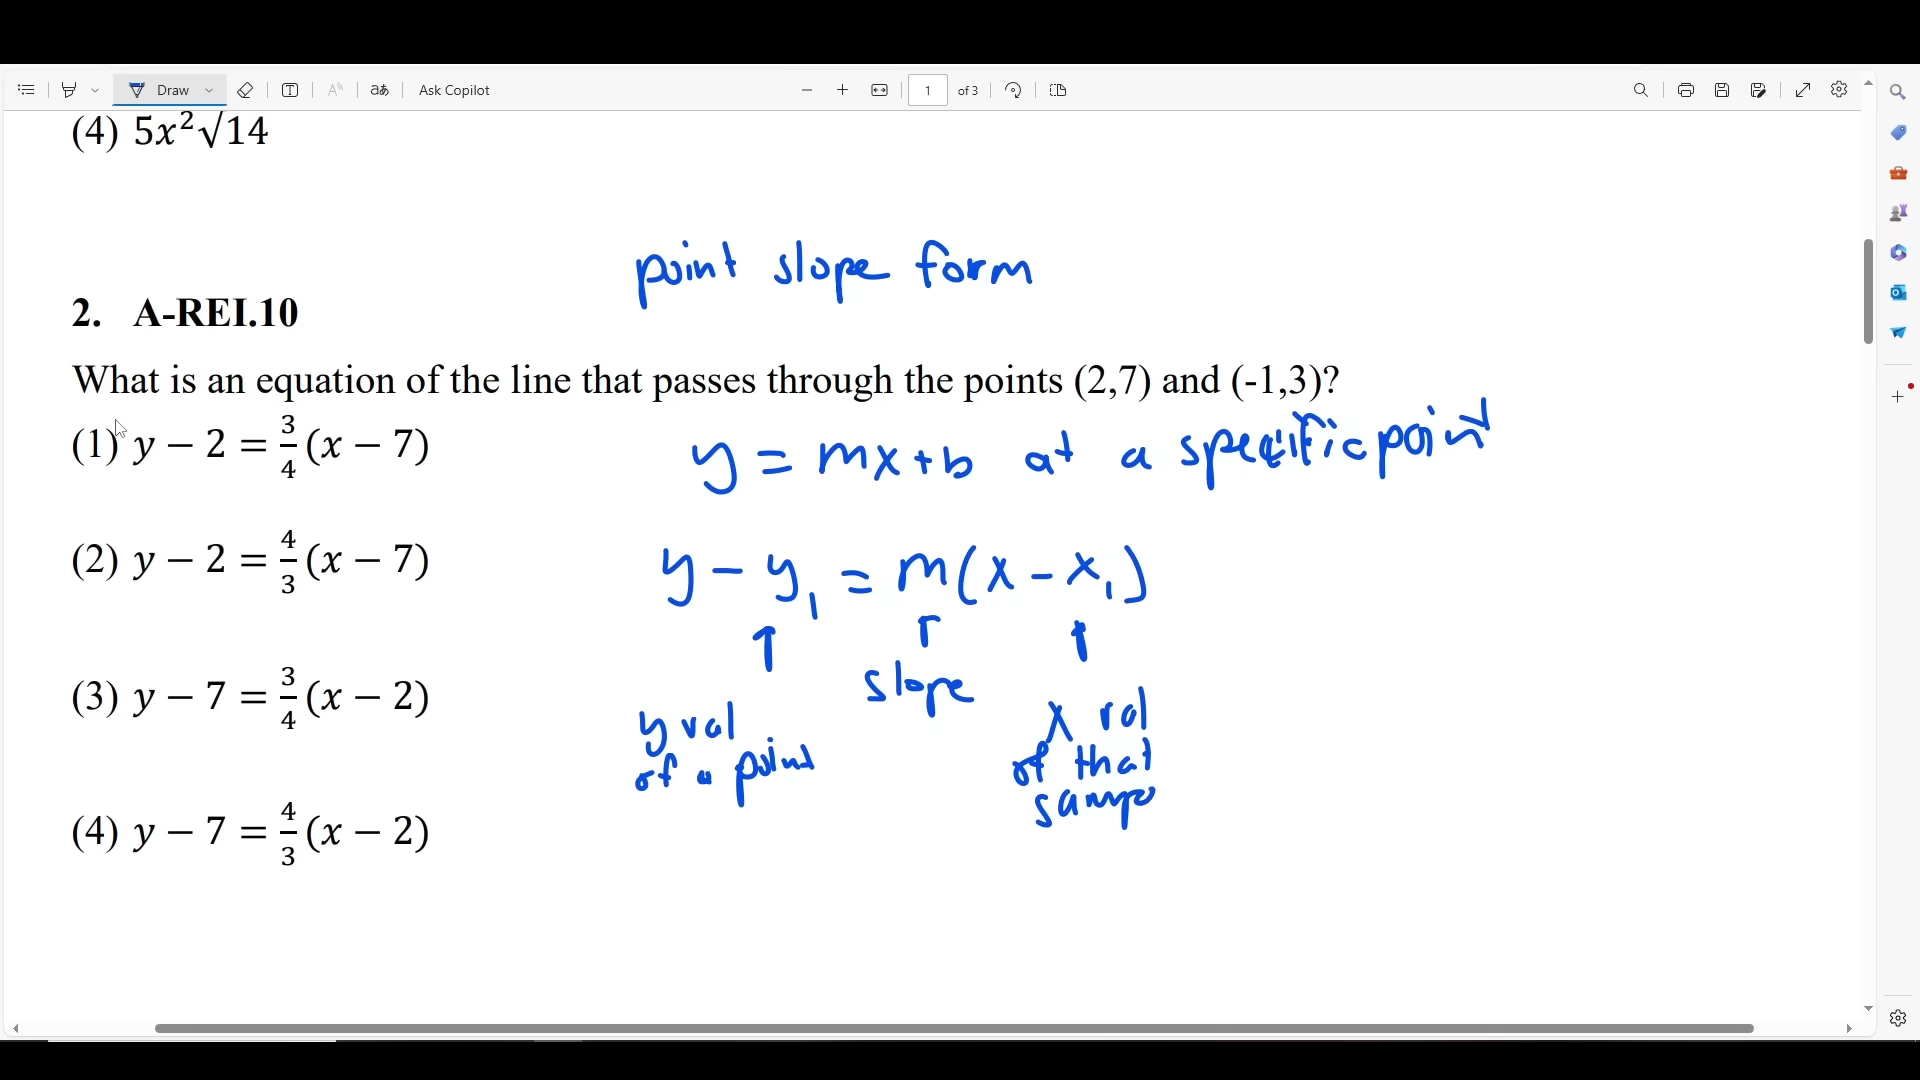 Draw
Ask Copilot
1 of 3
(4) 5x²√14
point slope form
2. A-REI.10
What is an equation of the line that passes through the points (2,7) and (-1,3)?
(1) y − 2 = 3/4 (x − 7)
y = mx+b at a specific point
(2) y − 2 = 4/3 (x − 7)
y − y₁ = m(x − x₁)
slope
(3) y − 7 = 3/4 (x − 2)
y val
of a point
x val
of that
(4) y − 7 = 4/3 (x − 2)